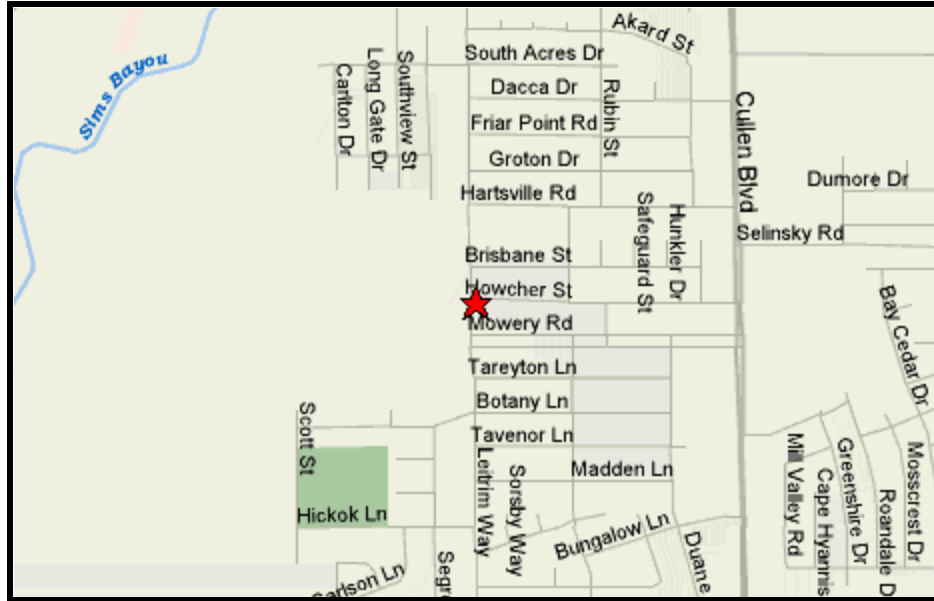 Akard St
South Acres Dr
Sims Bayou
Carlton Dr
Long Gate Dr
Southview St
Dacca Dr
Rubin St
Cullen Blvd
Friar Point Rd
Groton Dr
Dumore Dr
Hartsville Rd
Safeguard St
Hunkler Dr
Selinsky Rd
Brisbane St
Howcher St
Bay Cedar Dr
Mowery Rd
Tareyton Ln
Botany Ln
Scott St
Tavenor Ln
Leitrim Way
Sorsby Way
Madden Ln
Mill Valley Rd
Cape Hyannis
Greenshire Dr
Roandale D
Mosscrest Dr
Hickok Ln
Bungalow Ln
Duane
Segr
arlson Ln